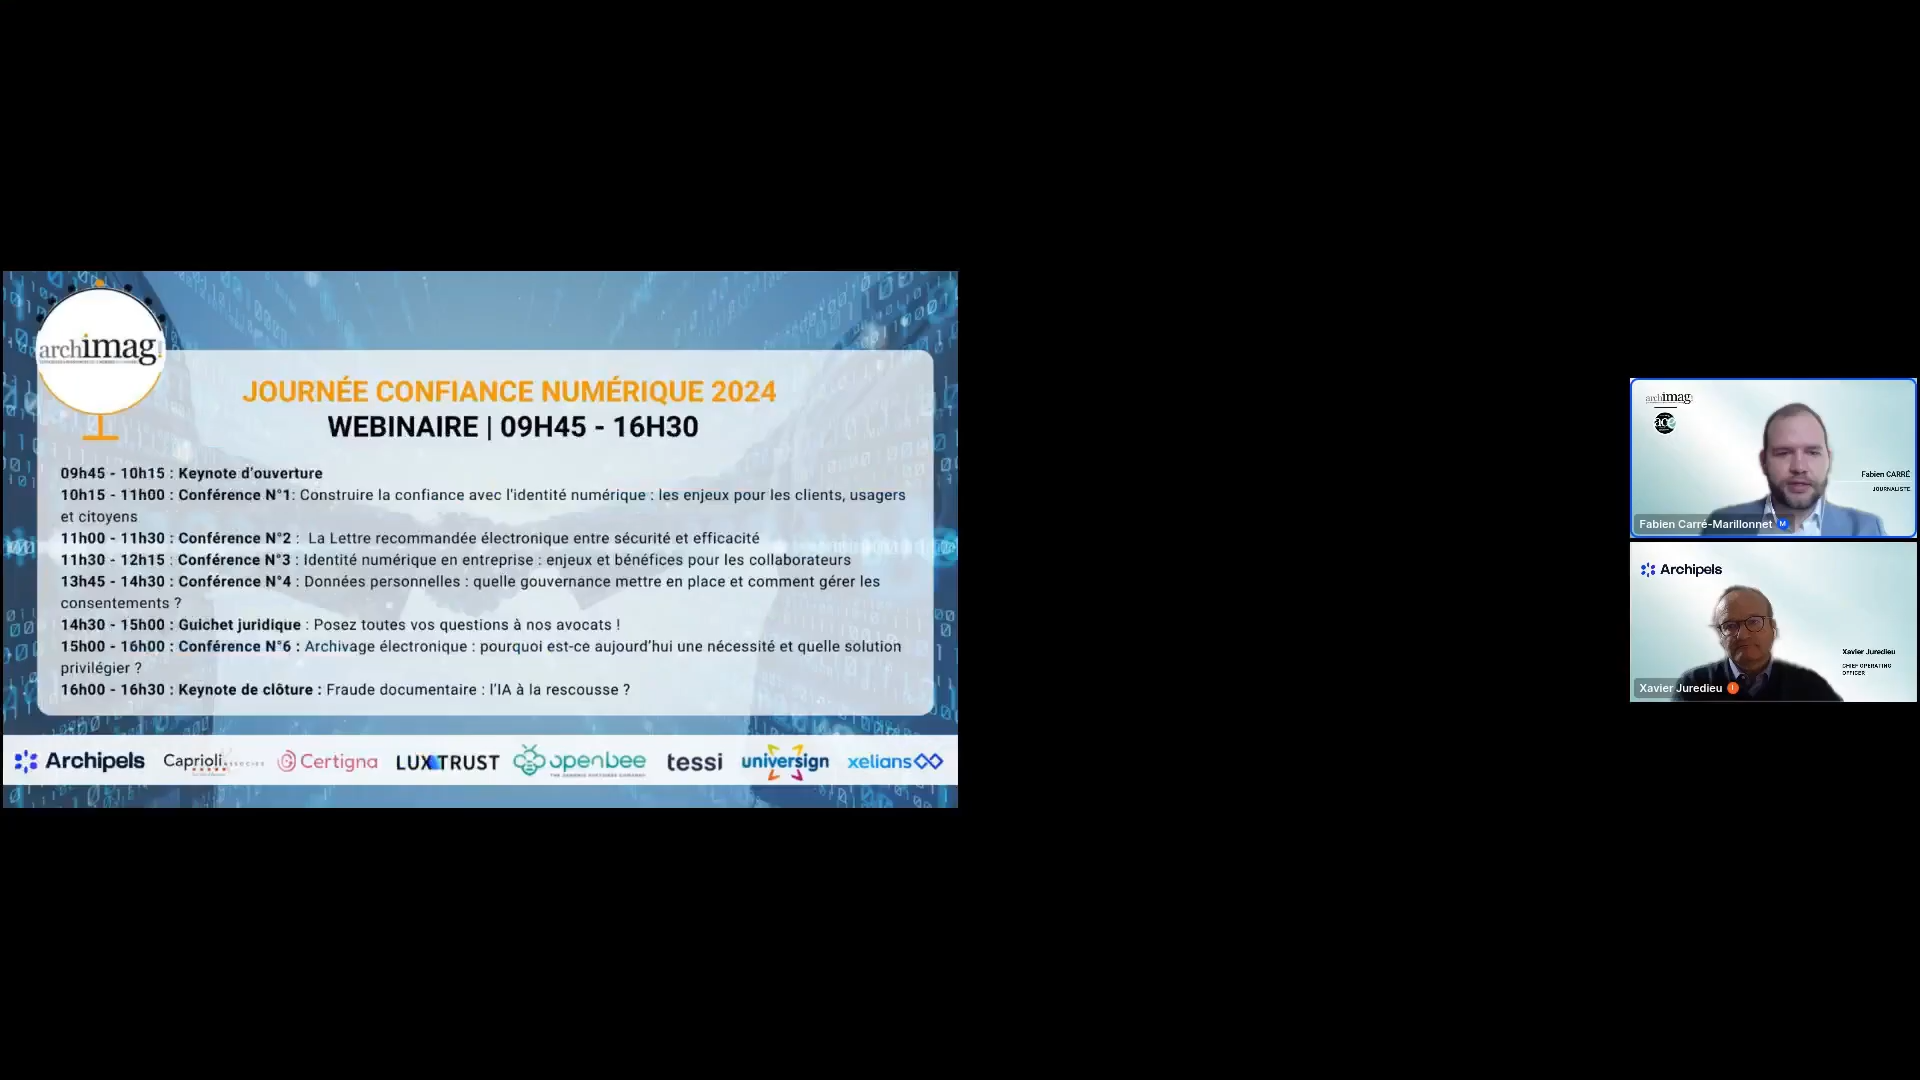 archimag
JOURNÉE CONFIANCE NUMÉRIQUE 2024
WEBINAIRE | 09H45 - 16H30
09h45 - 10h15 : Keynote d'ouverture
10h15 - 11h00 : Conférence N°1: Construire la confiance avec l'identité numérique : les enjeux pour les clients, usagers
et citoyens
11h00 - 11h30 : Conférence N°2 : La Lettre recommandée électronique entre sécurité et efficacité
11h30 - 12h15 : Conférence N°3 : Identité numérique en entreprise : enjeux et bénéfices pour les collaborateurs
13h45 - 14h30 : Conférence N°4 : Données personnelles : quelle gouvernance mettre en place et comment gérer les
consentements ?
14h30 - 15h00 : Guichet juridique : Posez toutes vos questions à nos avocats !
15h00 - 16h00 : Conférence N°6 : Archivage électronique : pourquoi est-ce aujourd'hui une nécessité et quelle solution
privilégier ?
16h00 - 16h30 : Keynote de clôture : Fraude documentaire : l'IA à la rescousse ?
Archipels
Caprioli
Certigna
LUXTRUST
openbee
tessi
universign
xelians
archimag
Fabien CARRÉ
JOURNALISTE
Fabien Carré-Marillonnet M
Archipels
Xavier Juredieu
CHIEF OPERATING
OFFICER
Xavier Juredieu